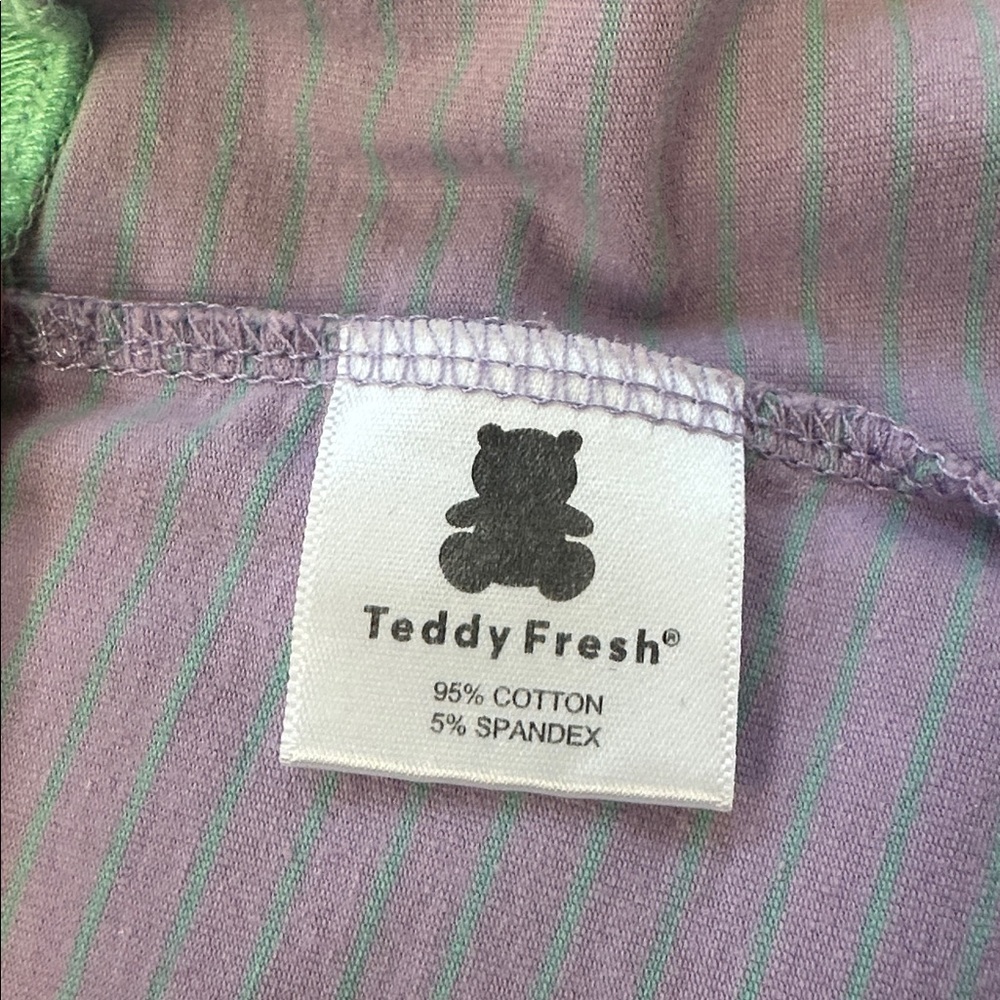 Teddy Fresh®
95% COTTON
5% SPANDEX